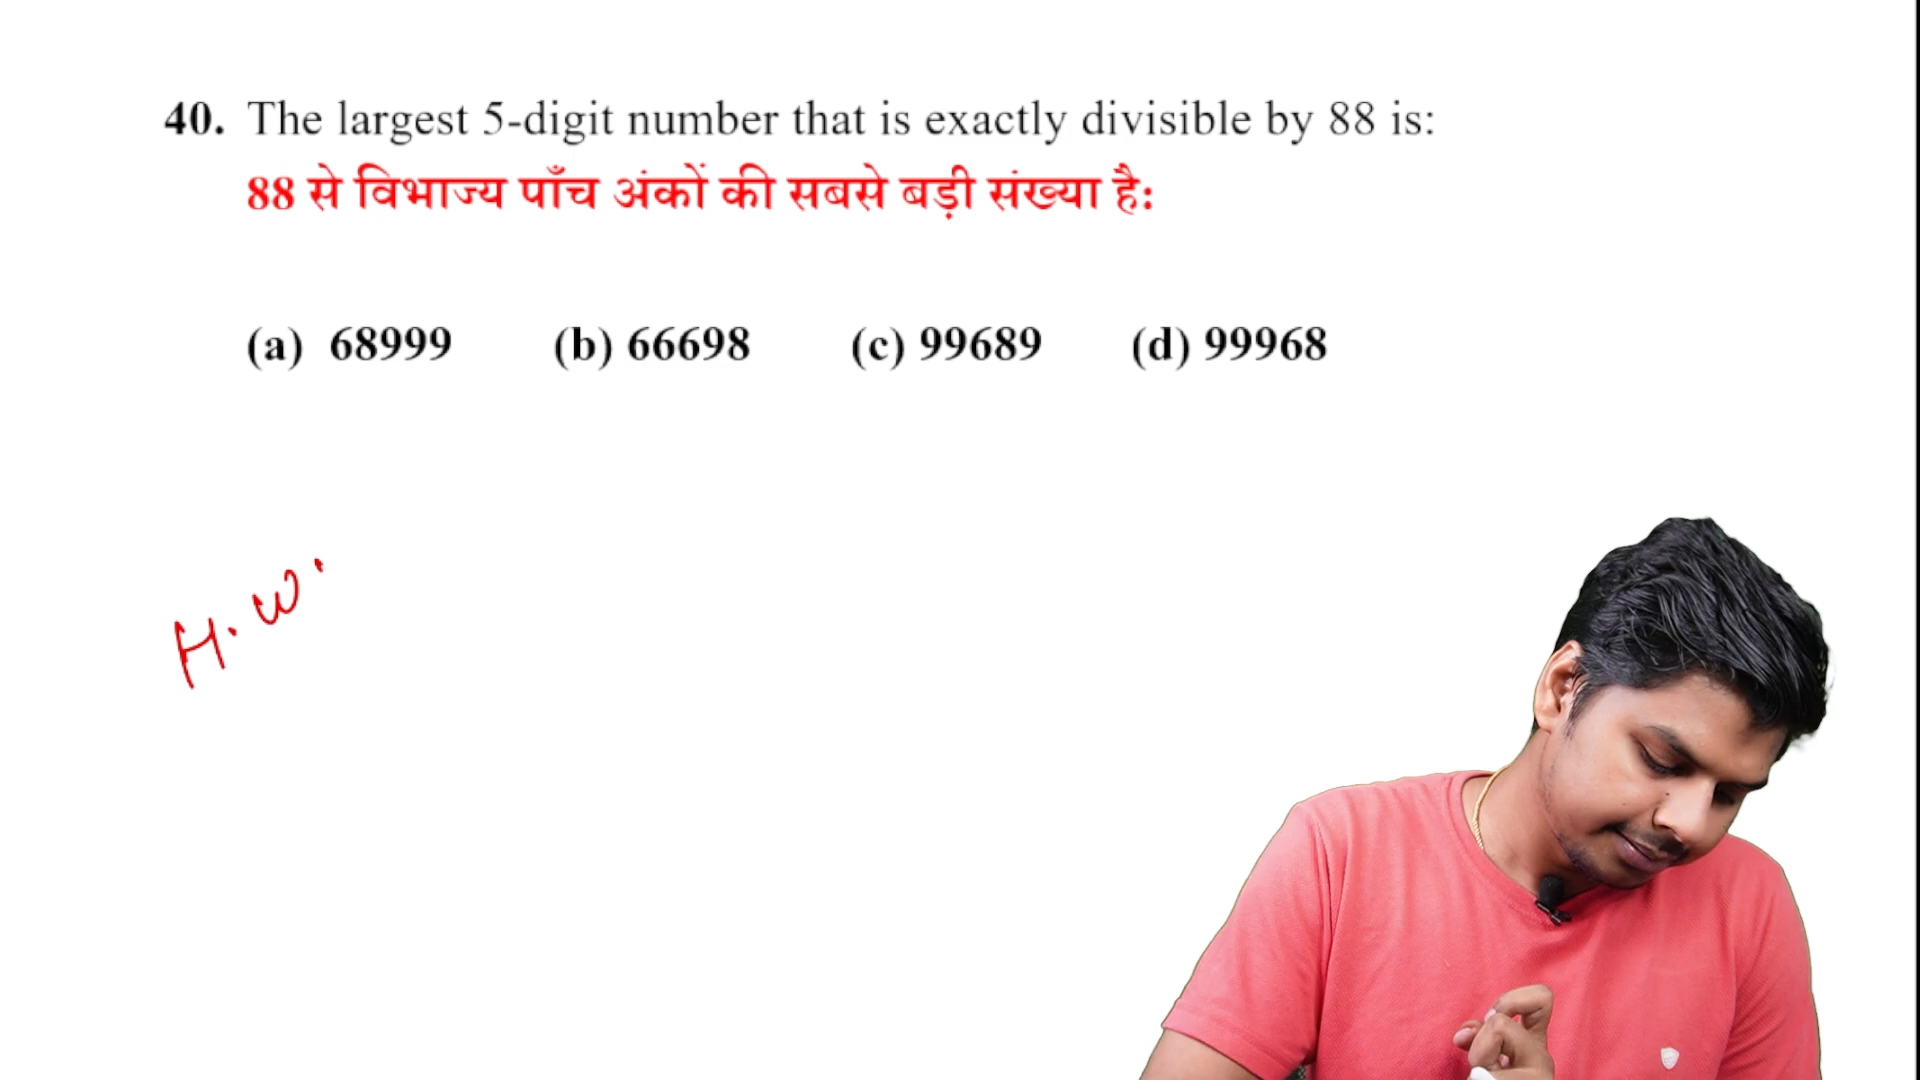 40. The largest 5-digit number that is exactly divisible by 88 is:
88 से विभाज्य पाँच अंकों की सबसे बड़ी संख्या है:
(a) 68999 (b) 66698 (c) 99689 (d) 99968
H.W.